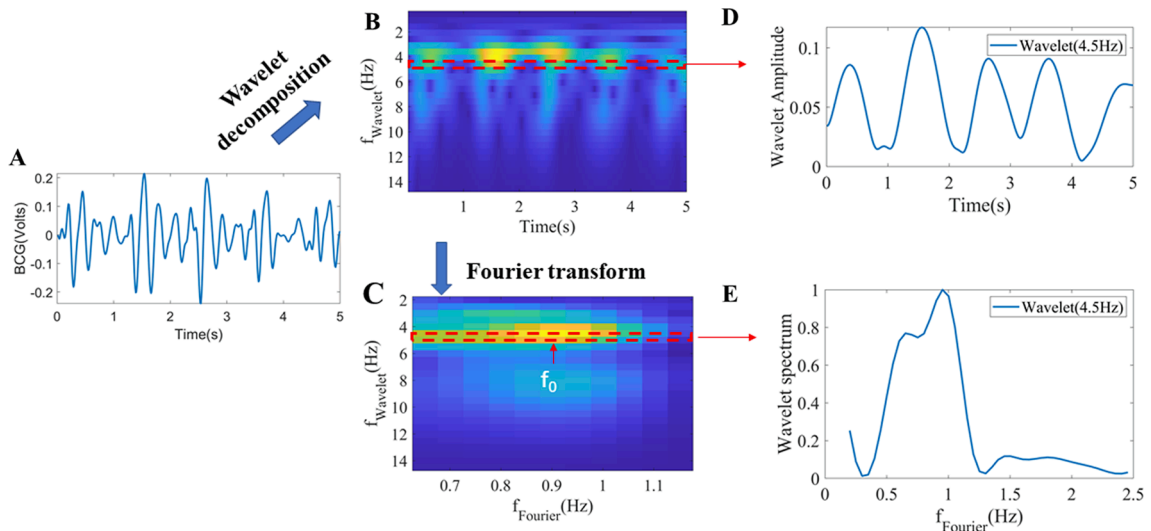 Wavelet
decomposition
A
0.2
0.1
0
-0.1
-0.2
BCG(Volts)
0 1 2 3 4 5
Time(s)
B
2
4
6
8
10
12
14
f_Wavelet(Hz)
1 2 3 4 5
Time(s)
D
Wavelet(4.5Hz)
0.1
0.05
0
Wavelet Amplitude
0 1 2 3 4 5
Time(s)
Fourier transform
C
2
4
6
8
10
12
14
f_Wavelet(Hz)
f_0
0.7 0.8 0.9 1 1.1
f_Fourier(Hz)
E
Wavelet(4.5Hz)
1
0.8
0.6
0.4
0.2
0
Wavelet spectrum
0 0.5 1 1.5 2 2.5
f_Fourier(Hz)